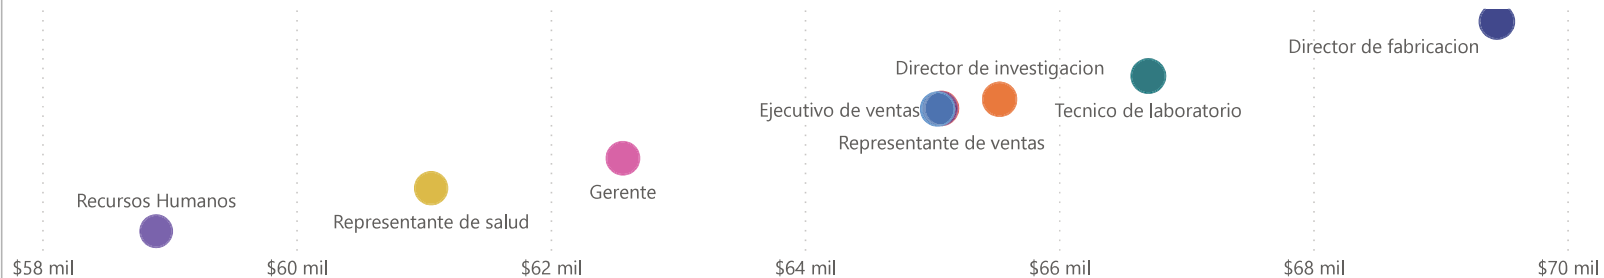 Director de fabricacion
Director de investigacion
Ejecutivo de ventas
Tecnico de laboratorio
Representante de ventas
Gerente
Recursos Humanos
Representante de salud
$58 mil
$60 mil
$62 mil
$64 mil
$66 mil
$68 mil
$70 mil